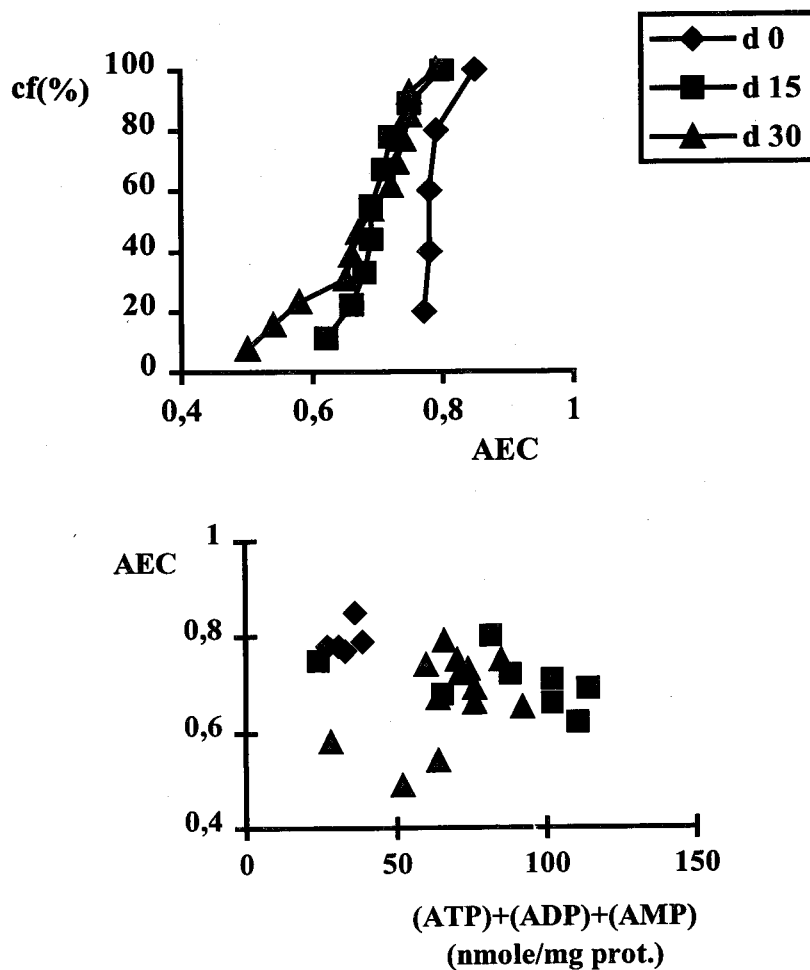 d 0
d 15
d 30
cf(%)
100
80
60
40
20
0
0,4 0,6 0,8 1
AEC
AEC
1
0,8
0,6
0,4
0 50 100 150
(ATP)+(ADP)+(AMP)
(nmole/mg prot.)